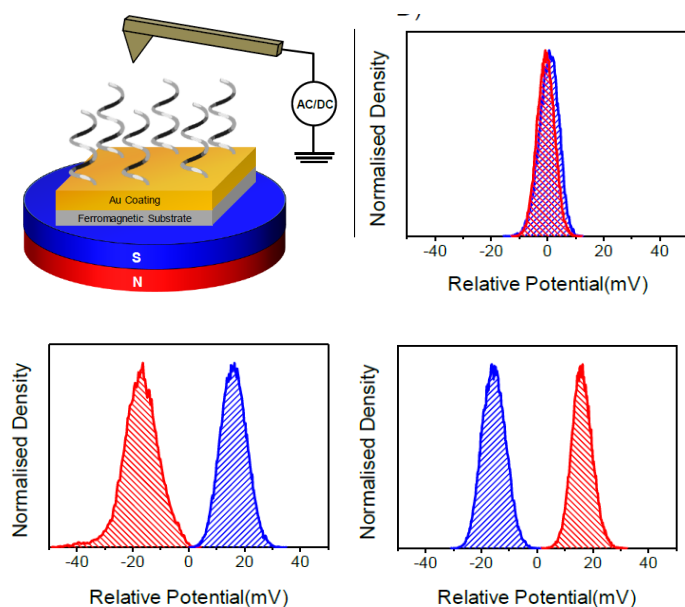 AC/DC
Au Coating
Ferromagnetic Substrate
S
N
Normalised Density
-40 -20 0 20 40
Relative Potential(mV)
Normalised Density
-40 -20 0 20 40
Relative Potential(mV)
Normalised Density
-40 -20 0 20 40
Relative Potential(mV)